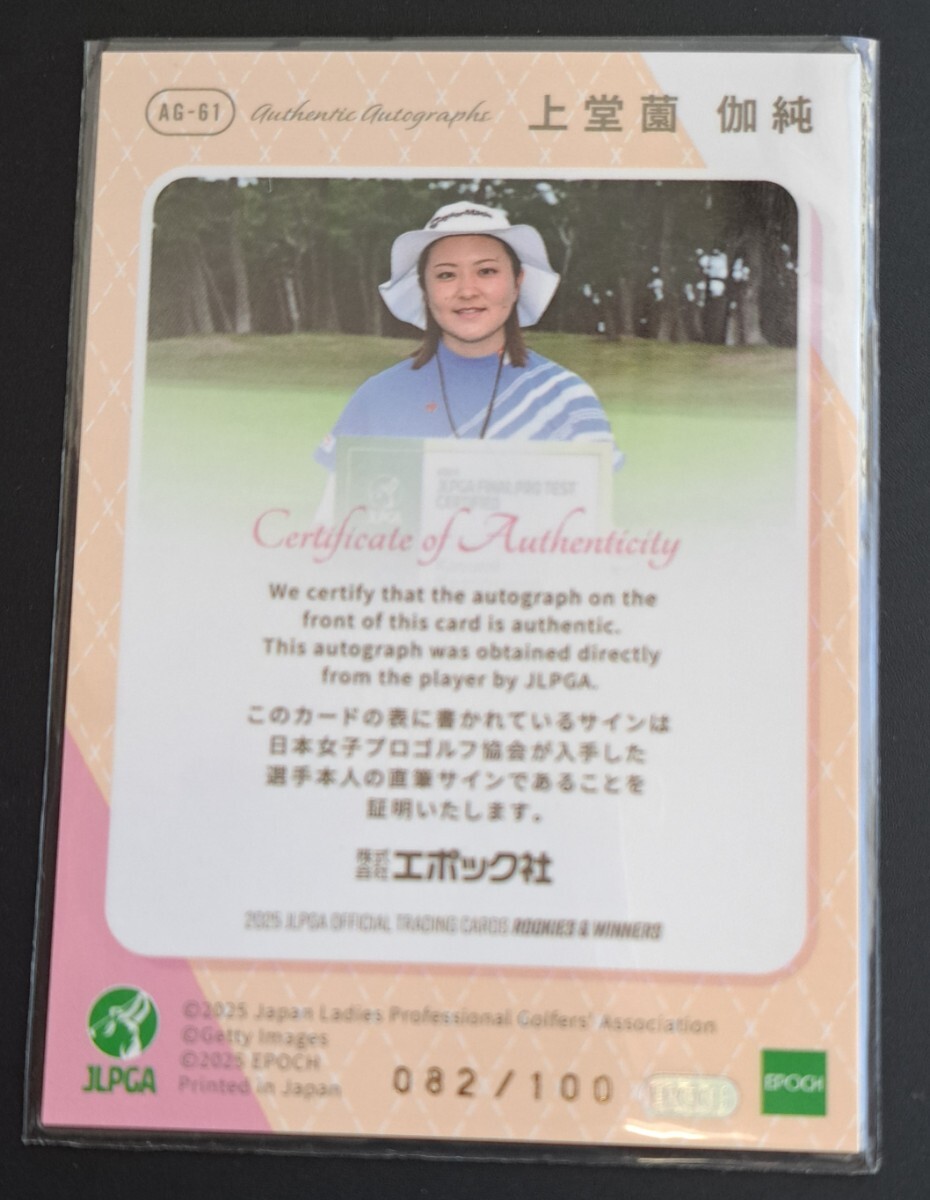 AG-61 Authentic Autographs 上堂薗 伽純
TaylorMade
JLPGA FINAL PRO TEST
CERTIFIED
Certificate of Authenticity
We certify that the autograph on the
front of this card is authentic.
This autograph was obtained directly
from the player by JLPGA.
このカードの表に書かれているサインは
日本女子プロゴルフ協会が入手した
選手本人の直筆サインであることを
証明いたします。
株式会社エポック社
2025 JLPGA OFFICIAL TRADING CARDS ROOKIES & WINNERS
©2025 Japan Ladies Professional Golfers' Association
©Getty Images
©2025 EPOCH
Printed in Japan
JLPGA
082/100
EPOCH